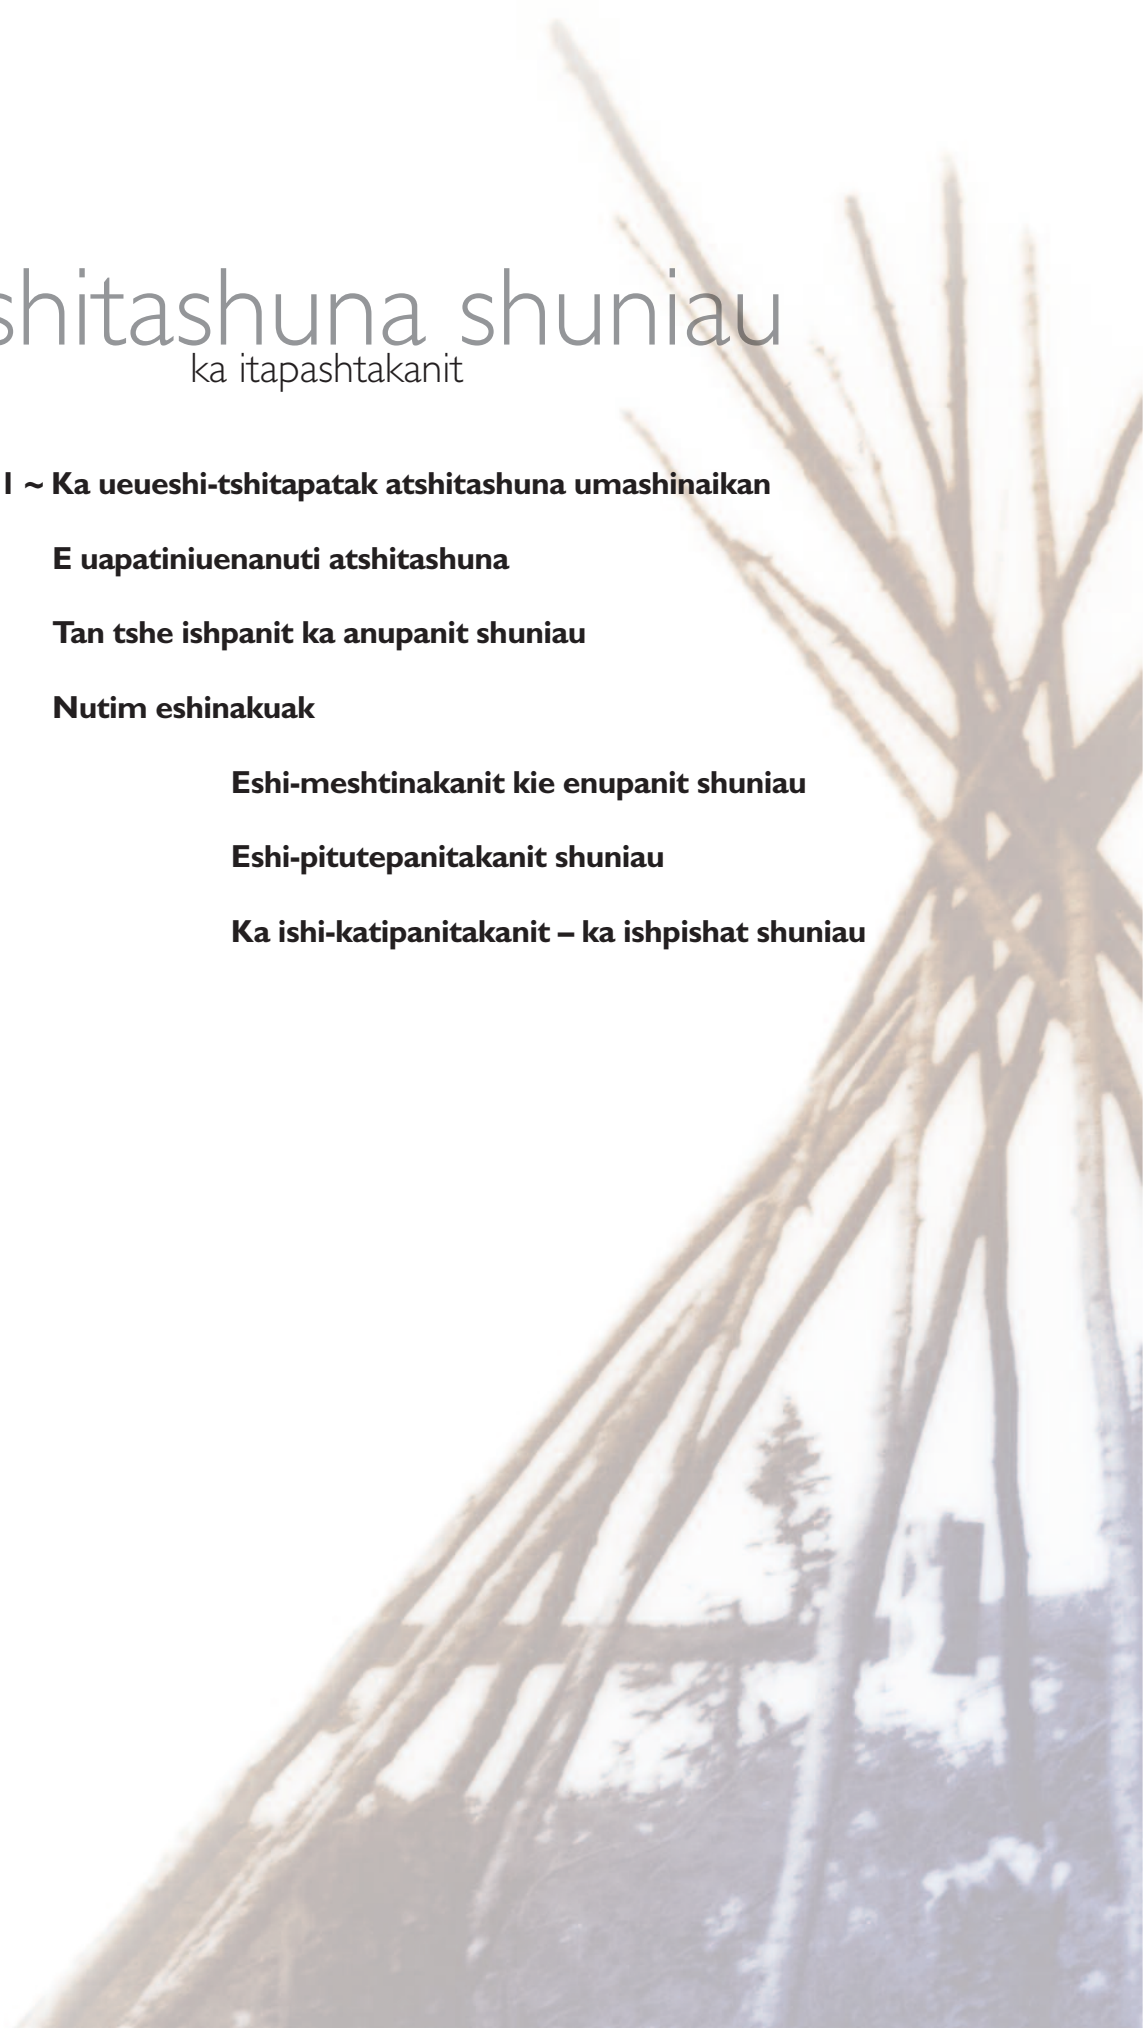 shitashuna shuniau
ka itapashtakanit
1 ~ Ka ueueshi-tshitapatak atshitashuna umashinaikan
E uapatiniuenanuti atshitashuna
Tan tshe ishpanit ka anupanit shuniau
Nutim eshinakuak
Eshi-meshtinakanit kie enupanit shuniau
Eshi-pitutepanitakanit shuniau
Ka ishi-katipanitakanit – ka ishpishat shuniau